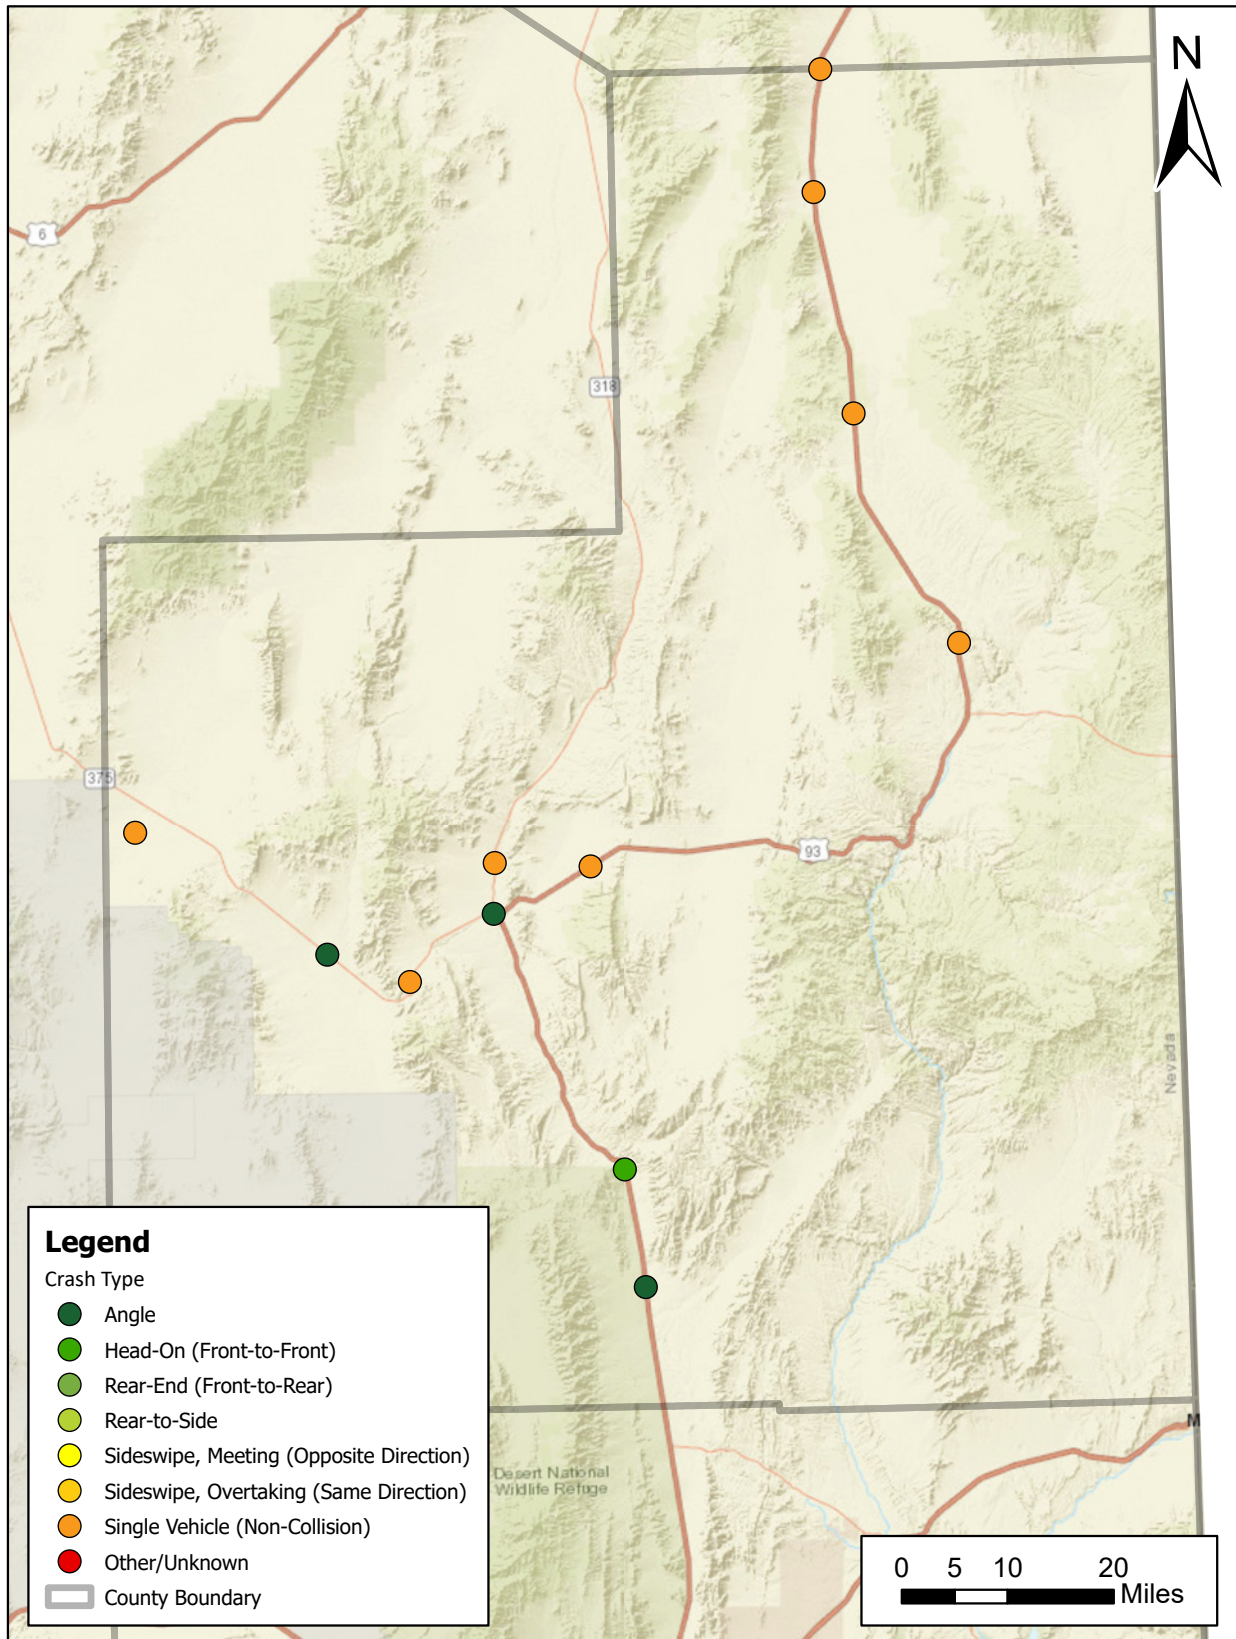 N
6
318
375
93
Nevada
M
Desert National
Wildlife Refuge
Legend
Crash Type
Angle
Head-On (Front-to-Front)
Rear-End (Front-to-Rear)
Rear-to-Side
Sideswipe, Meeting (Opposite Direction)
Sideswipe, Overtaking (Same Direction)
Single Vehicle (Non-Collision)
Other/Unknown
County Boundary
0 5 10 20
Miles